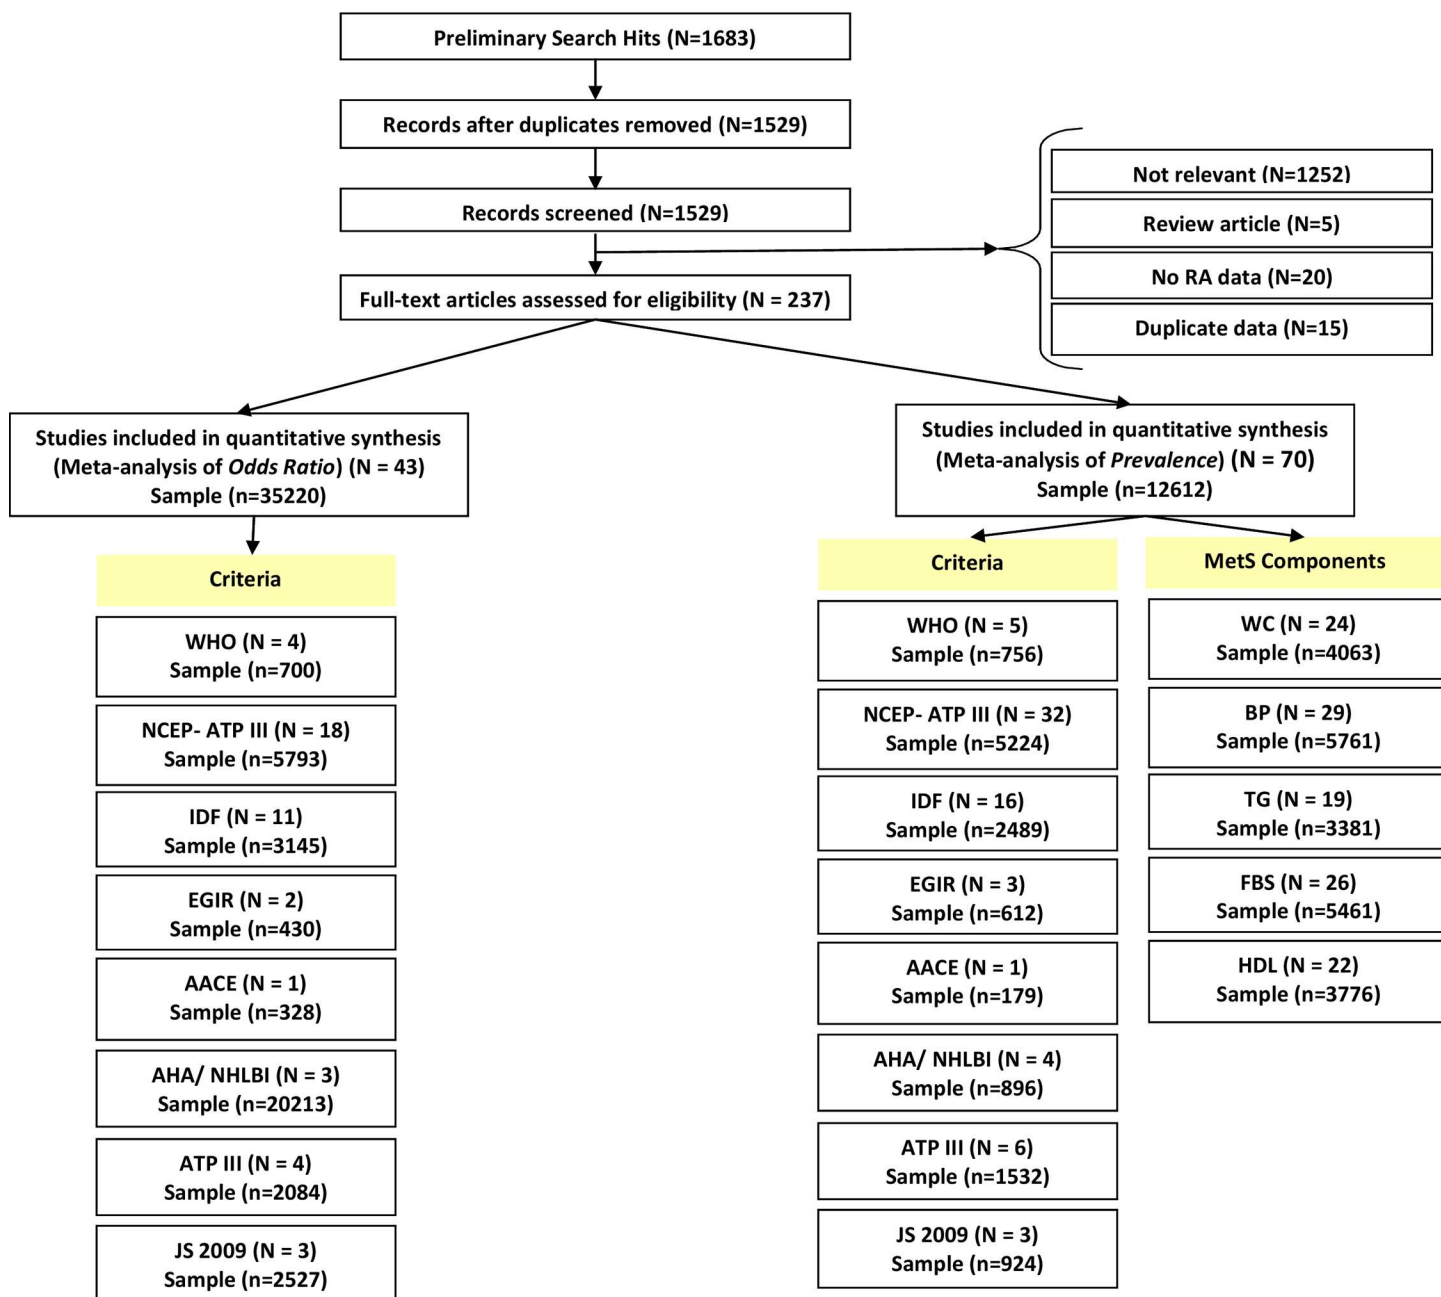 Preliminary Search Hits (N=1683)
Records after duplicates removed (N=1529)
Records screened (N=1529)
Not relevant (N=1252)
Review article (N=5)
No RA data (N=20)
Duplicate data (N=15)
Full-text articles assessed for eligibility (N = 237)
Studies included in quantitative synthesis
(Meta-analysis of Odds Ratio) (N = 43)
Sample (n=35220)
Studies included in quantitative synthesis
(Meta-analysis of Prevalence) (N = 70)
Sample (n=12612)
Criteria
WHO (N = 4)
Sample (n=700)
NCEP- ATP III (N = 18)
Sample (n=5793)
IDF (N = 11)
Sample (n=3145)
EGIR (N = 2)
Sample (n=430)
AACE (N = 1)
Sample (n=328)
AHA/ NHLBI (N = 3)
Sample (n=20213)
ATP III (N = 4)
Sample (n=2084)
JS 2009 (N = 3)
Sample (n=2527)
Criteria
WHO (N = 5)
Sample (n=756)
NCEP- ATP III (N = 32)
Sample (n=5224)
IDF (N = 16)
Sample (n=2489)
EGIR (N = 3)
Sample (n=612)
AACE (N = 1)
Sample (n=179)
AHA/ NHLBI (N = 4)
Sample (n=896)
ATP III (N = 6)
Sample (n=1532)
JS 2009 (N = 3)
Sample (n=924)
MetS Components
WC (N = 24)
Sample (n=4063)
BP (N = 29)
Sample (n=5761)
TG (N = 19)
Sample (n=3381)
FBS (N = 26)
Sample (n=5461)
HDL (N = 22)
Sample (n=3776)